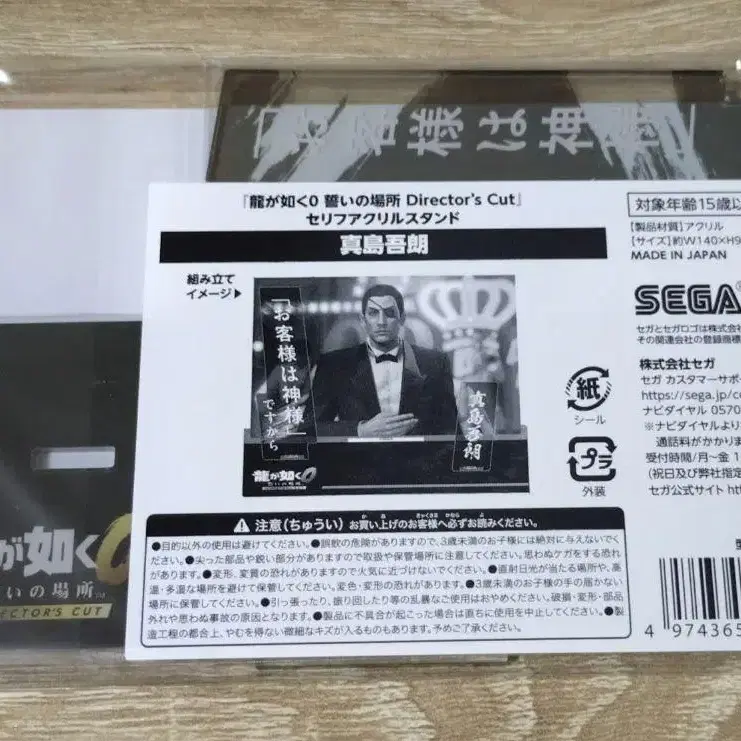 「お客様は神様」
『龍が如く0 誓いの場所 Director's Cut』
セリフアクリルスタンド
真島吾朗
組み立て
イメージ▶
「お客様は神様」
ですから
真島吾朗
龍が如く0
誓いの場所
対象年齢15歳以
【製品材質】アクリル
【サイズ】約W140×H9
MADE IN JAPAN
SEGA
セガとセガロゴは株式会
その関連会社の登録商標
株式会社セガ
セガ カスタマーサポー
https://sega.jp/co
ナビダイヤル 0570
※ナビダイヤルより
通話料がかかりま
受付時間/月~金 1
(祝日及び弊社指定
セガ公式サイト htt
紙
シール
プラ
外装
⚠ 注意(ちゅうい) お買い上げのお客様へ必ずお読みください。
●目的以外の使用は避けてください。●誤飲の危険がありますので、3歳未満のお子様には絶対に与えないで
ください。●尖った部品や鋭い部分がありますので取扱や保管場所に注意してください。思わぬケガをする恐れ
があります。●変形、変質の恐れがありますので火気に近づけないでください。●直射日光が当たる場所や、高
温・多湿な場所を避けて保管してください。変色・変形の恐れがあります。●3歳未満のお子様の手の届かない
場所に保管してください。●引っ張ったり、振り回したり等の乱暴なご使用はおやめください。破損・変形・部品
外れや思わぬ事故の原因となります。●製品に不具合が起こった場合は直ちに使用を中止してください。●製
造工程の都合上、やむを得ない微細なキズが入るものもあります。予めご了承ください。
4 974365
が如く0
いの場所
ECTOR'S CUT